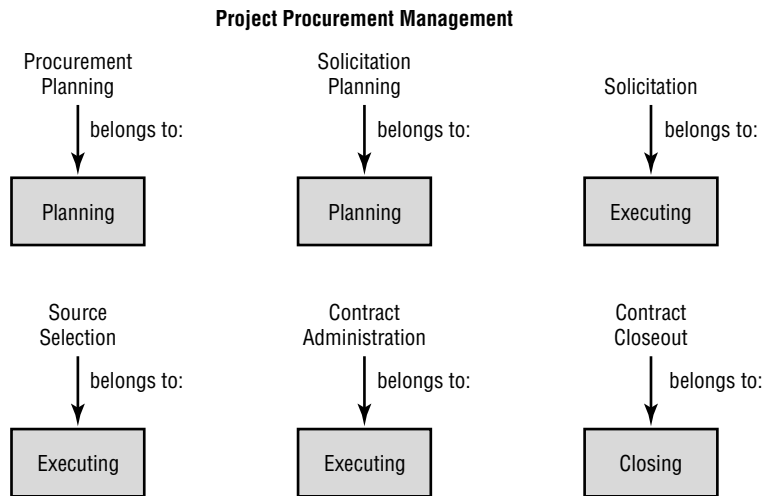 Project Procurement Management
Procurement
Planning
belongs to:
Planning
Solicitation
Planning
belongs to:
Planning
Solicitation
belongs to:
Executing
Source
Selection
belongs to:
Executing
Contract
Administration
belongs to:
Executing
Contract
Closeout
belongs to:
Closing